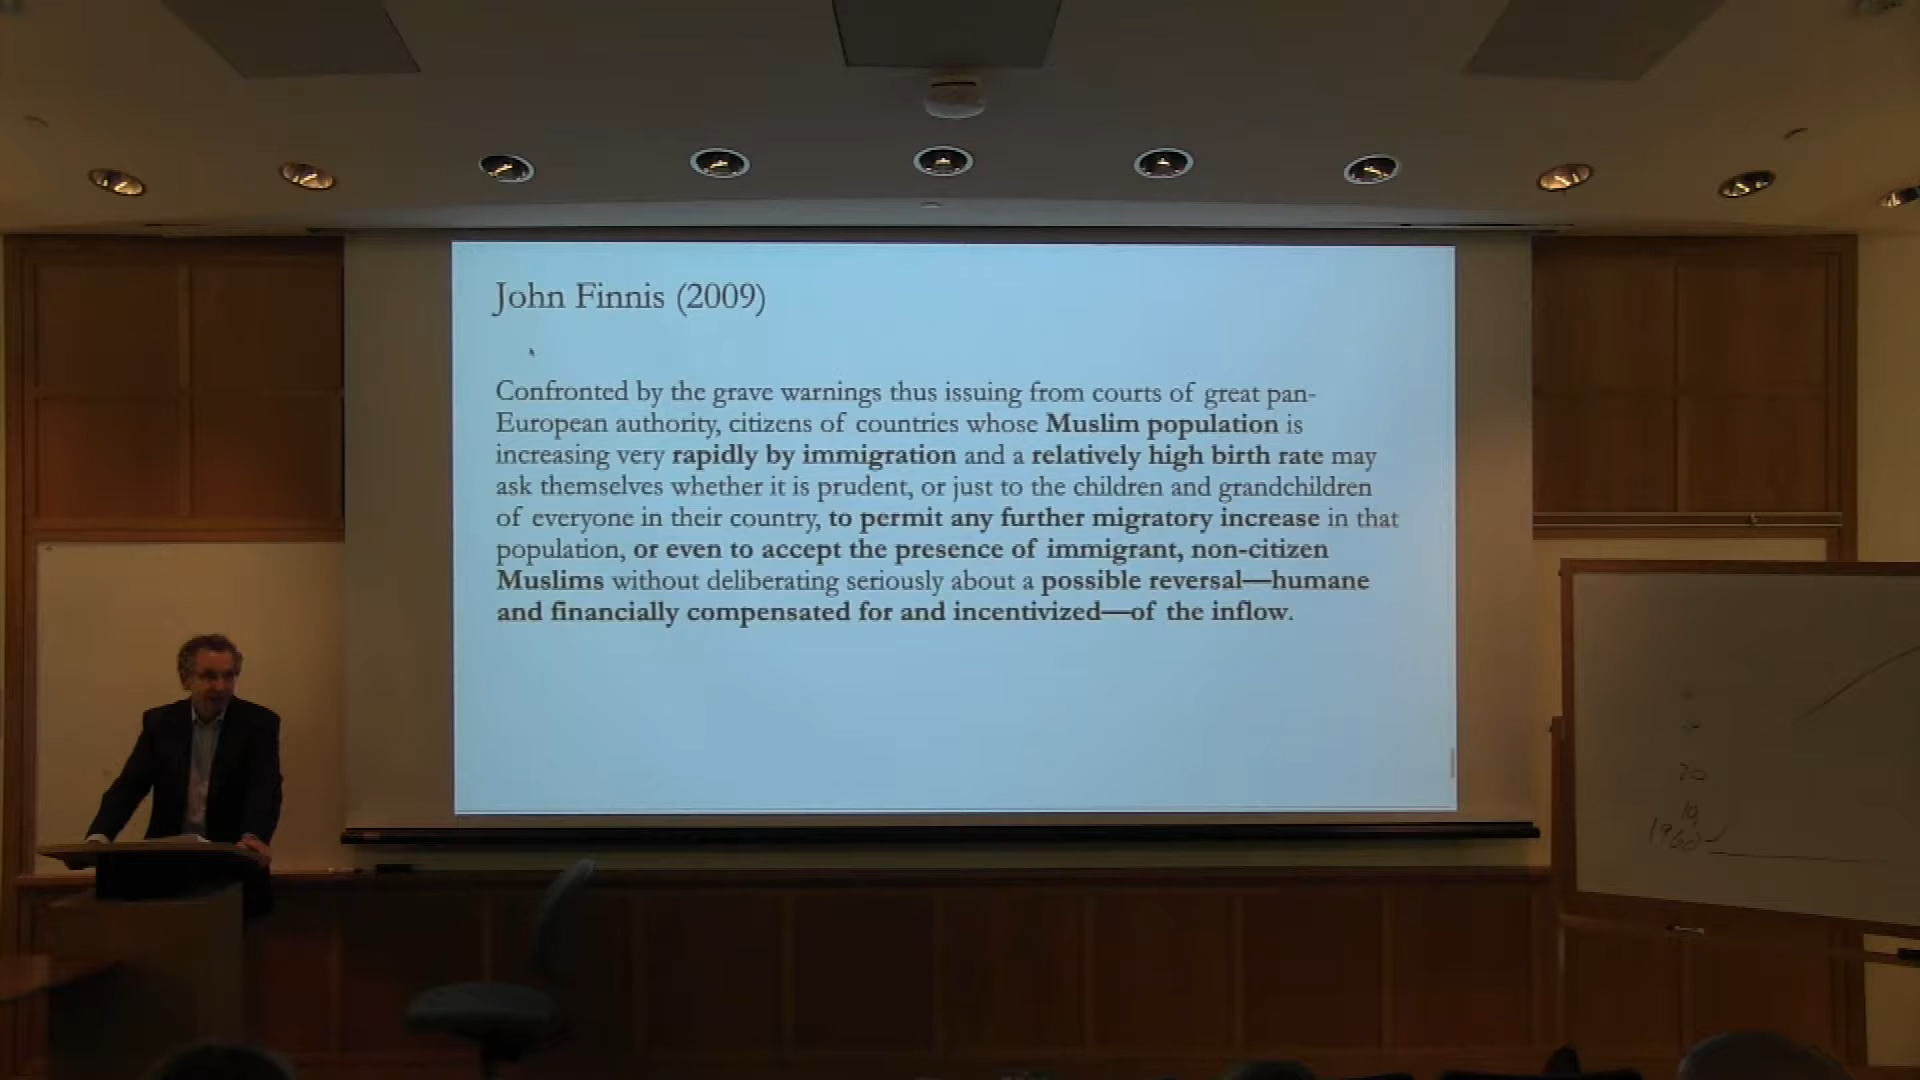 John Finnis (2009)
Confronted by the grave warnings thus issuing from courts of great pan-
European authority, citizens of countries whose Muslim population is
increasing very rapidly by immigration and a relatively high birth rate may
ask themselves whether it is prudent, or just to the children and grandchildren
of everyone in their country, to permit any further migratory increase in that
population, or even to accept the presence of immigrant, non-citizen
Muslims without deliberating seriously about a possible reversal—humane
and financially compensated for and incentivized—of the inflow.
20
19
1960